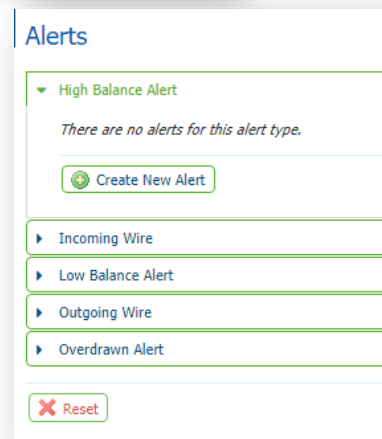 Alerts
High Balance Alert
There are no alerts for this alert type.
Create New Alert
Incoming Wire
Low Balance Alert
Outgoing Wire
Overdrawn Alert
Reset